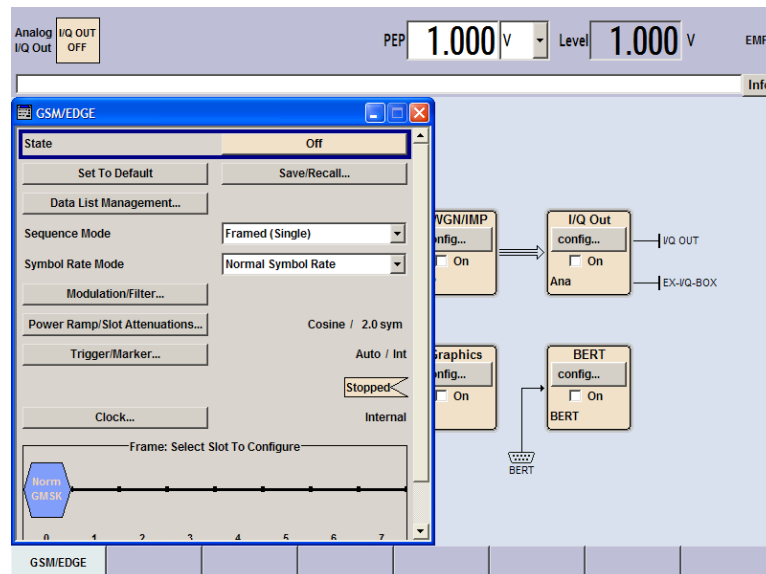 Analog I/Q Out
I/Q OUT OFF
PEP 1.000 V Level 1.000 V EMF
Info
GSM/EDGE
State Off
Set To Default Save/Recall...
Data List Management...
Sequence Mode Framed (Single)
Symbol Rate Mode Normal Symbol Rate
Modulation/Filter...
Power Ramp/Slot Attenuations... Cosine / 2.0 sym
Trigger/Marker... Auto / Int
Stopped
Clock... Internal
Frame: Select Slot To Configure
Norm GMSK
0 1 2 3 4 5 6 7
WGN/IMP
nfig...
On
I/Q Out
config...
On
Ana
I/Q OUT
EX-I/Q-BOX
Graphics
nfig...
On
BERT
config...
On
BERT
BERT
GSM/EDGE